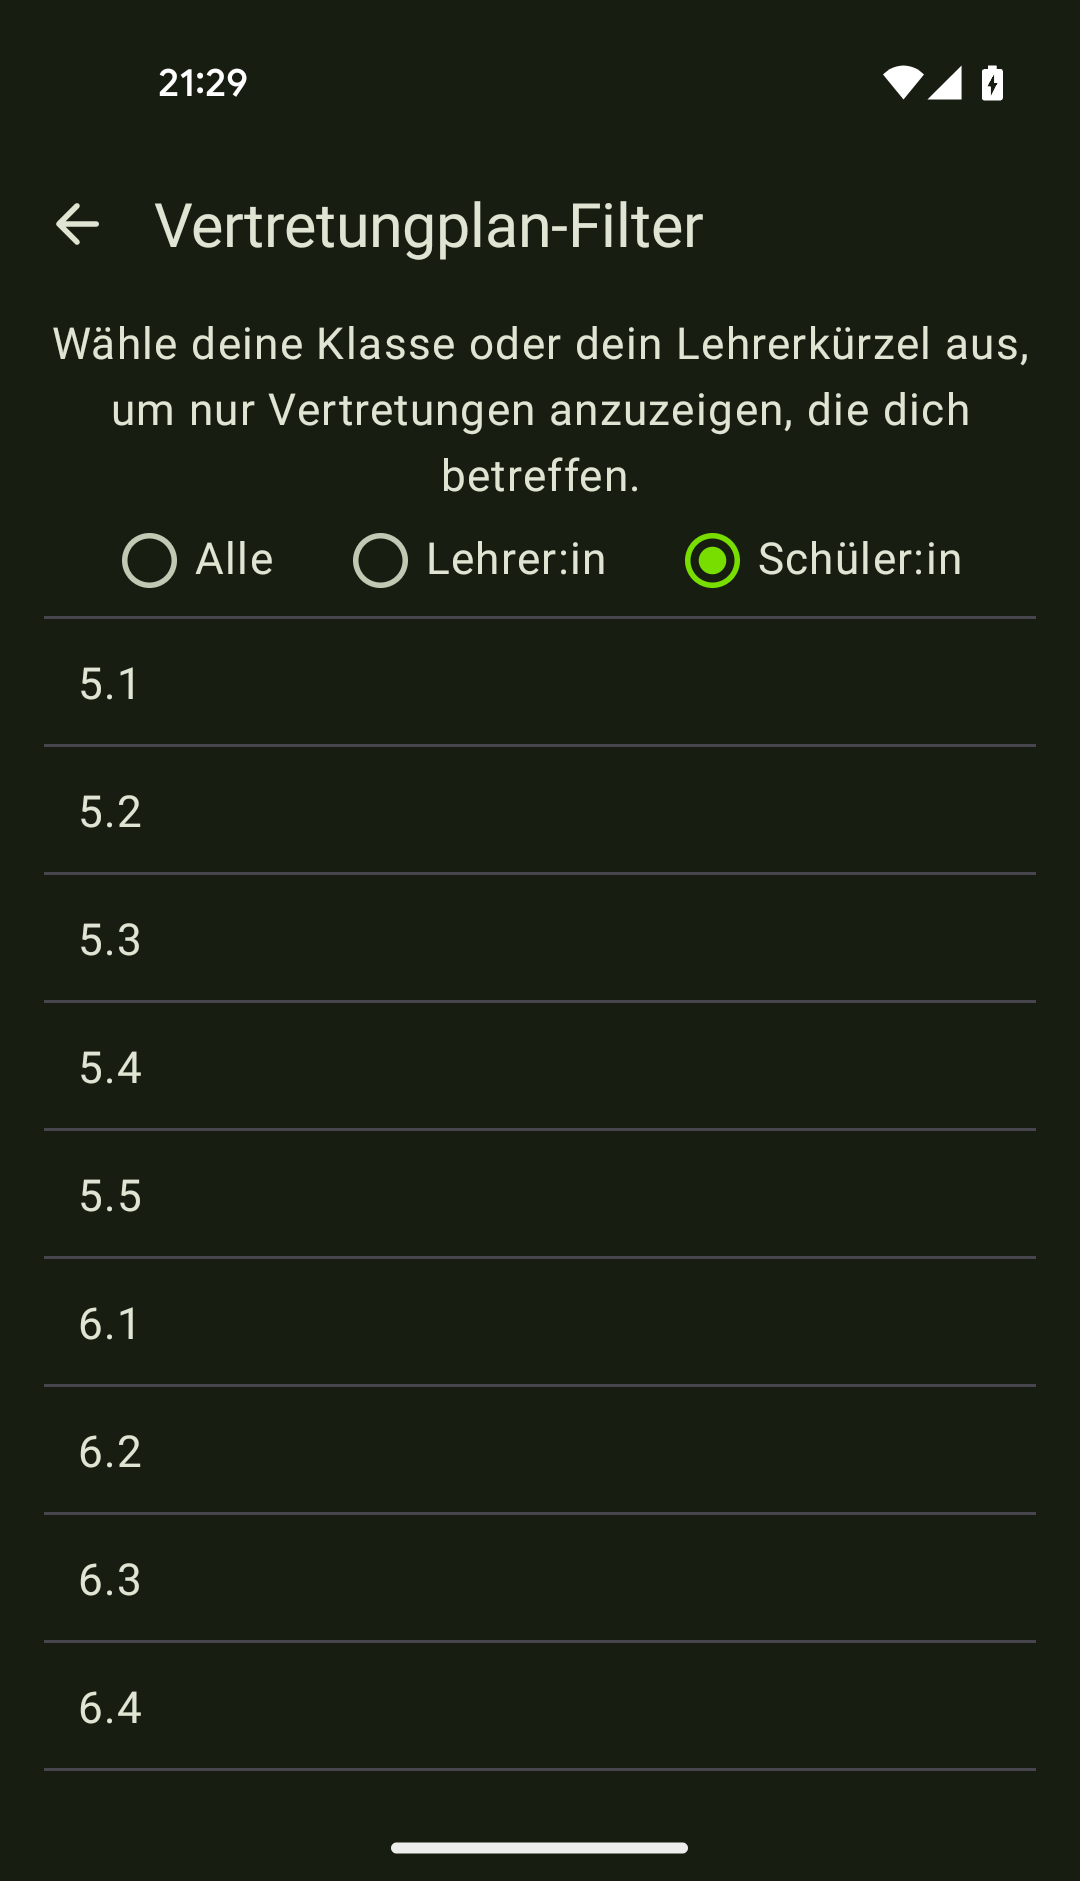 21:29
Vertretungplan-Filter
Wähle deine Klasse oder dein Lehrerkürzel aus,
um nur Vertretungen anzuzeigen, die dich
betreffen.
Alle Lehrer:in Schüler:in
5.1
5.2
5.3
5.4
5.5
6.1
6.2
6.3
6.4